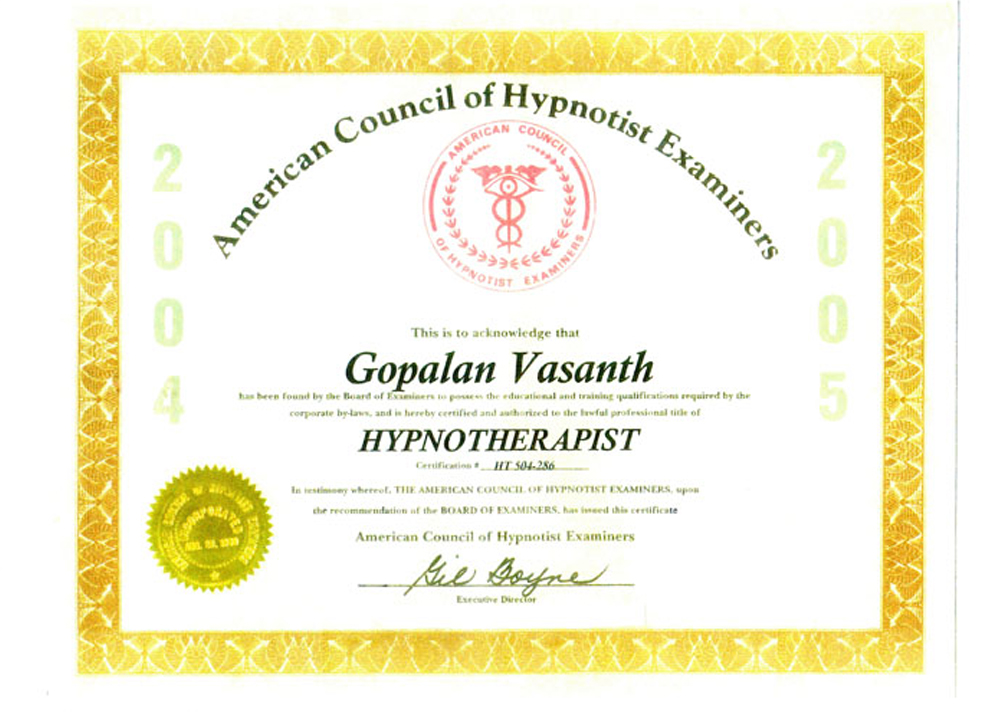 American Council of Hypnotist Examiners
AMERICAN COUNCIL
OF HYPNOTIST EXAMINERS
2004
2005
This is to acknowledge that
Gopalan Vasanth
has been found by the Board of Examiners to possess the educational and training qualifications required by the
corporate by-laws, and is hereby certified and authorized to the lawful professional title of
HYPNOTHERAPIST
Certification # HT 504-286
In testimony whereof, THE AMERICAN COUNCIL OF HYPNOTIST EXAMINERS, upon
the recommendation of the BOARD OF EXAMINERS, has issued this certificate
American Council of Hypnotist Examiners
Gil Boyne
Executive Director